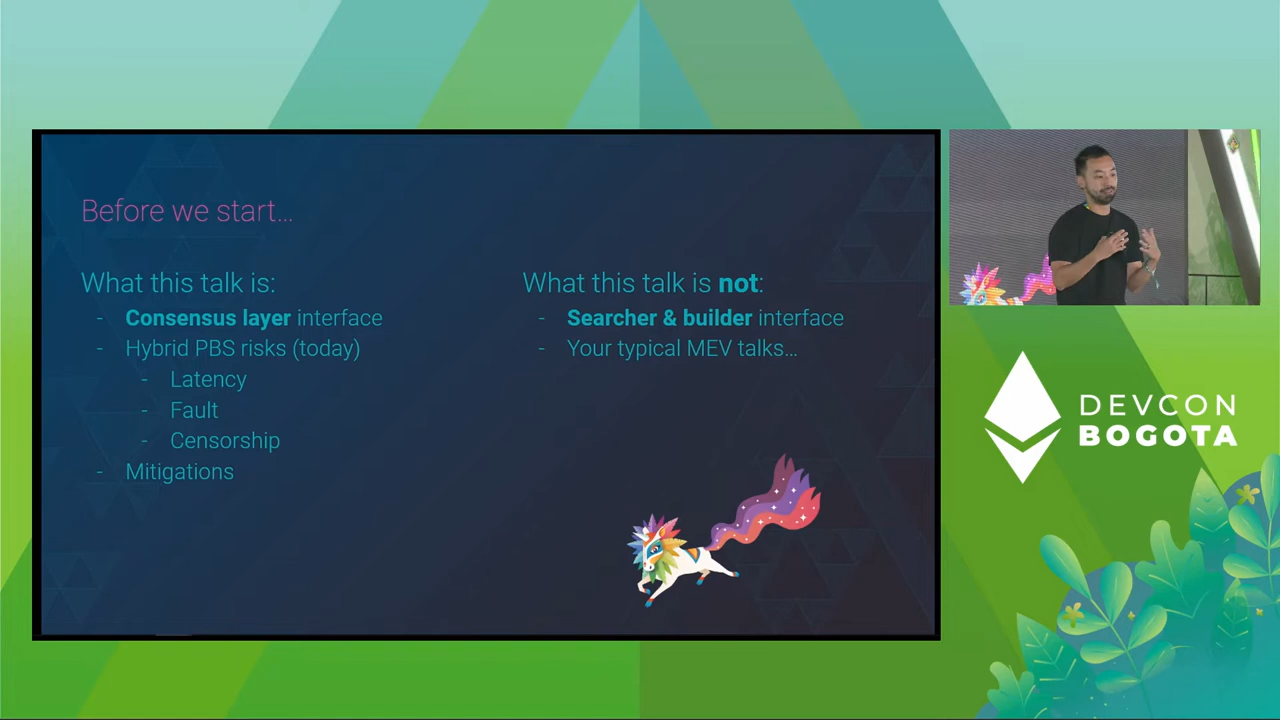 Before we start...
What this talk is:
- Consensus layer interface
- Hybrid PBS risks (today)
- Latency
- Fault
- Censorship
- Mitigations
What this talk is not:
- Searcher & builder interface
- Your typical MEV talks...
DEVCON
BOGOTA